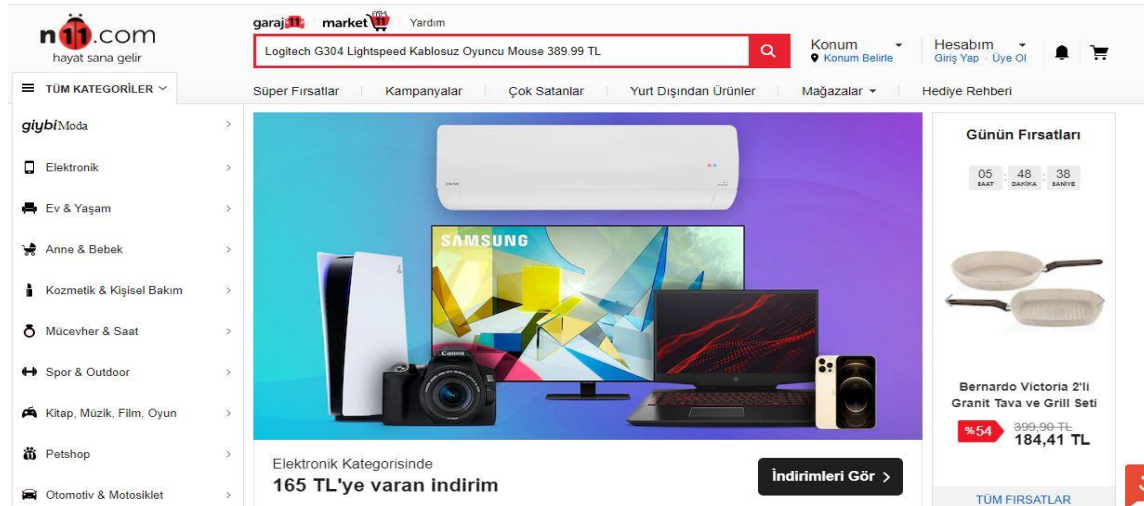 n11.com
hayat sana gelir
garaj11 market11 Yardım
Logitech G304 Lightspeed Kablosuz Oyuncu Mouse 389.99 TL
Konum
Konum Belirle
Hesabım
Giriş Yap - Üye Ol
TÜM KATEGORİLER
Süper Fırsatlar
Kampanyalar
Çok Satanlar
Yurt Dışından Ürünler
Mağazalar
Hediye Rehberi
giybiModa
Elektronik
Ev & Yaşam
Anne & Bebek
Kozmetik & Kişisel Bakım
Mücevher & Saat
Spor & Outdoor
Kitap, Müzik, Film, Oyun
Petshop
Otomotiv & Motosiklet
SAMSUNG
Canon
Elektronik Kategorisinde
165 TL'ye varan indirim
İndirimleri Gör >
Günün Fırsatları
05 : 48 : 38
SAAT DAKİKA SANİYE
Bernardo Victoria 2'li
Granit Tava ve Grill Seti
%54
399,90 TL
184,41 TL
TÜM FIRSATLAR